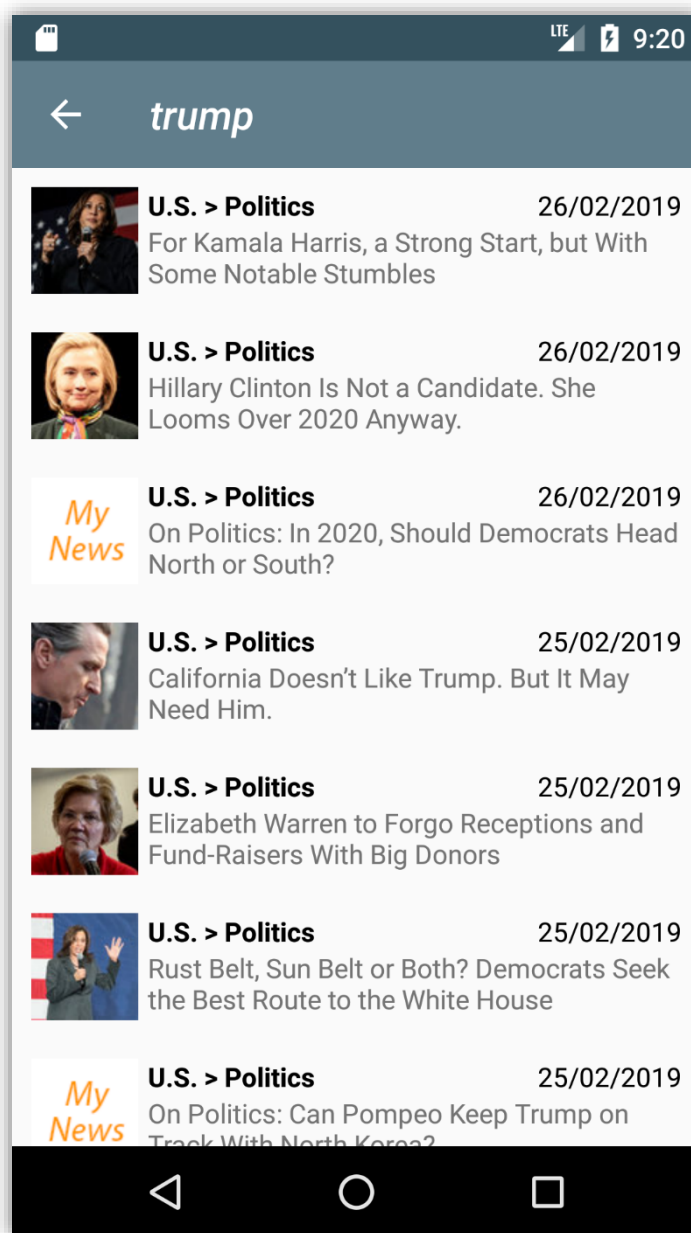 LTE 9:20
trump
U.S. > Politics 26/02/2019
For Kamala Harris, a Strong Start, but With
Some Notable Stumbles
U.S. > Politics 26/02/2019
Hillary Clinton Is Not a Candidate. She
Looms Over 2020 Anyway.
My
News
U.S. > Politics 26/02/2019
On Politics: In 2020, Should Democrats Head
North or South?
U.S. > Politics 25/02/2019
California Doesn’t Like Trump. But It May
Need Him.
U.S. > Politics 25/02/2019
Elizabeth Warren to Forgo Receptions and
Fund-Raisers With Big Donors
U.S. > Politics 25/02/2019
Rust Belt, Sun Belt or Both? Democrats Seek
the Best Route to the White House
My
News
U.S. > Politics 25/02/2019
On Politics: Can Pompeo Keep Trump on
Track With North Korea?